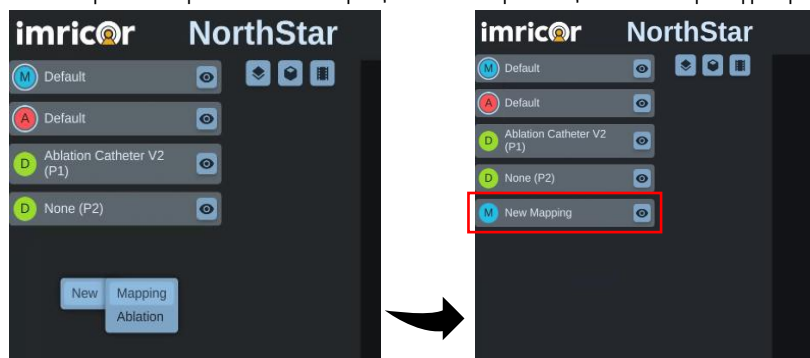 imricor NorthStar
M Default
A Default
D Ablation Catheter V2
(P1)
D None (P2)
New Mapping
Ablation
imricor NorthStar
M Default
A Default
D Ablation Catheter V2
(P1)
D None (P2)
M New Mapping